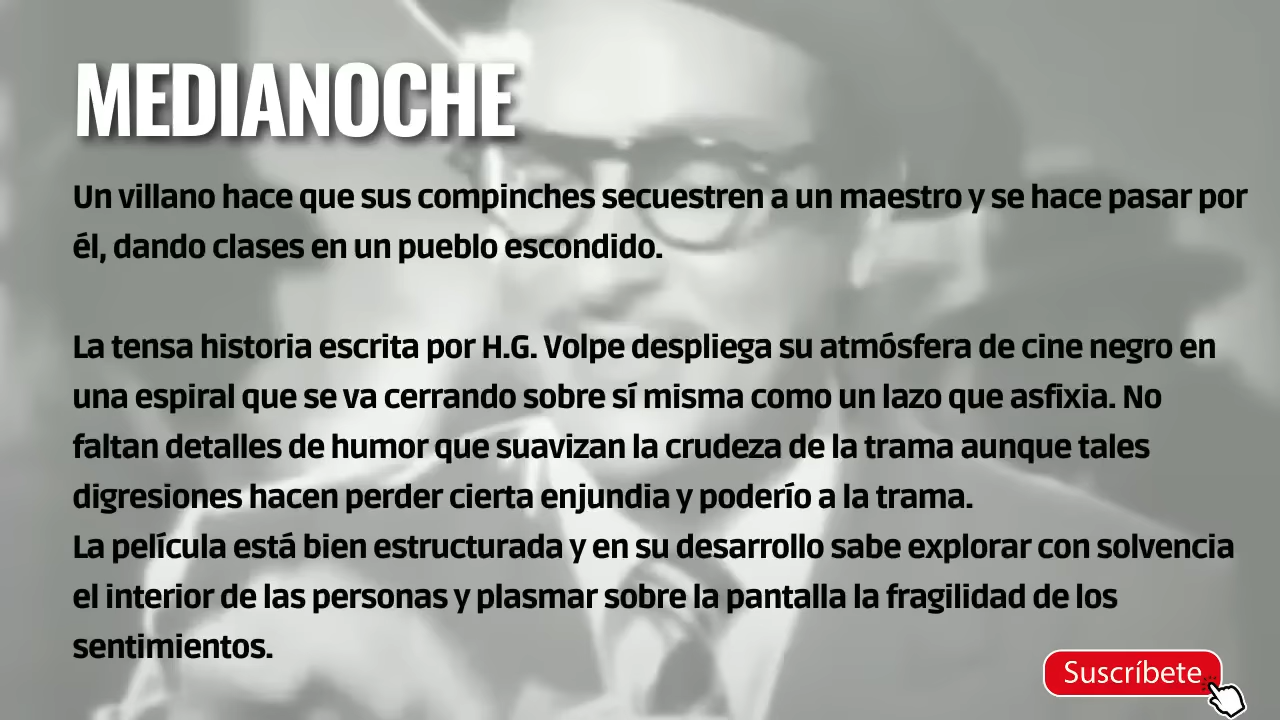 MEDIANOCHE
Un villano hace que sus compinches secuestren a un maestro y se hace pasar por
él, dando clases en un pueblo escondido.
La tensa historia escrita por H.G. Volpe despliega su atmósfera de cine negro en
una espiral que se va cerrando sobre sí misma como un lazo que asfixia. No
faltan detalles de humor que suavizan la crudeza de la trama aunque tales
digresiones hacen perder cierta enjundia y poderío a la trama.
La película está bien estructurada y en su desarrollo sabe explorar con solvencia
el interior de las personas y plasmar sobre la pantalla la fragilidad de los
sentimientos.
Suscríbete